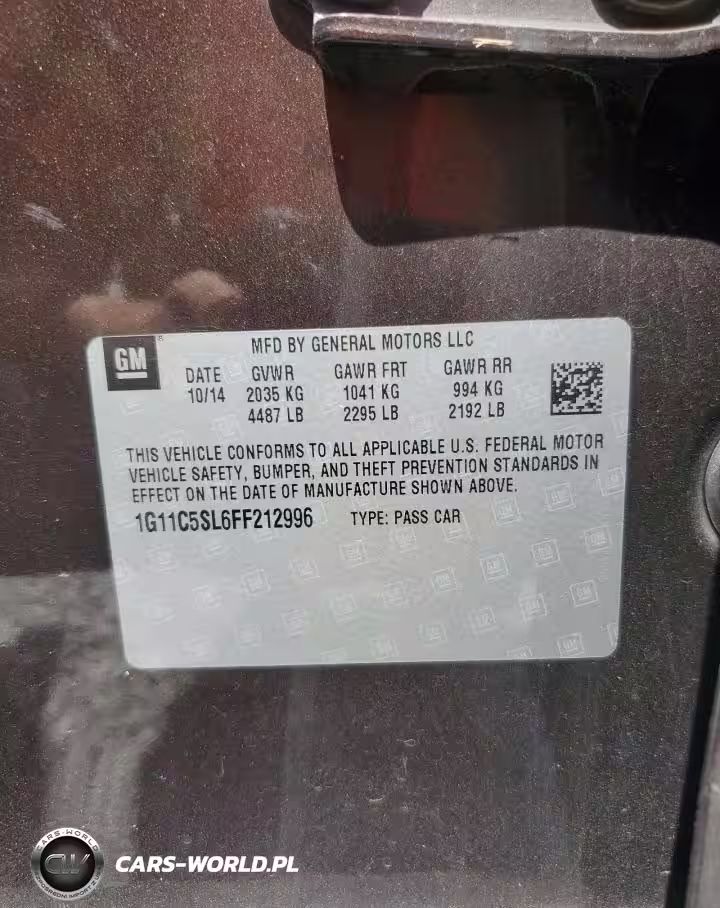 GM
MFD BY GENERAL MOTORS LLC
DATE GVWR GAWR FRT GAWR RR
10/14 2035 KG 1041 KG 994 KG
4487 LB 2295 LB 2192 LB
THIS VEHICLE CONFORMS TO ALL APPLICABLE U.S. FEDERAL MOTOR
VEHICLE SAFETY, BUMPER, AND THEFT PREVENTION STANDARDS IN
EFFECT ON THE DATE OF MANUFACTURE SHOWN ABOVE.
1G11C5SL6FF212996 TYPE: PASS CAR
CARS-WORLD
CW
CARS-WORLD.PL